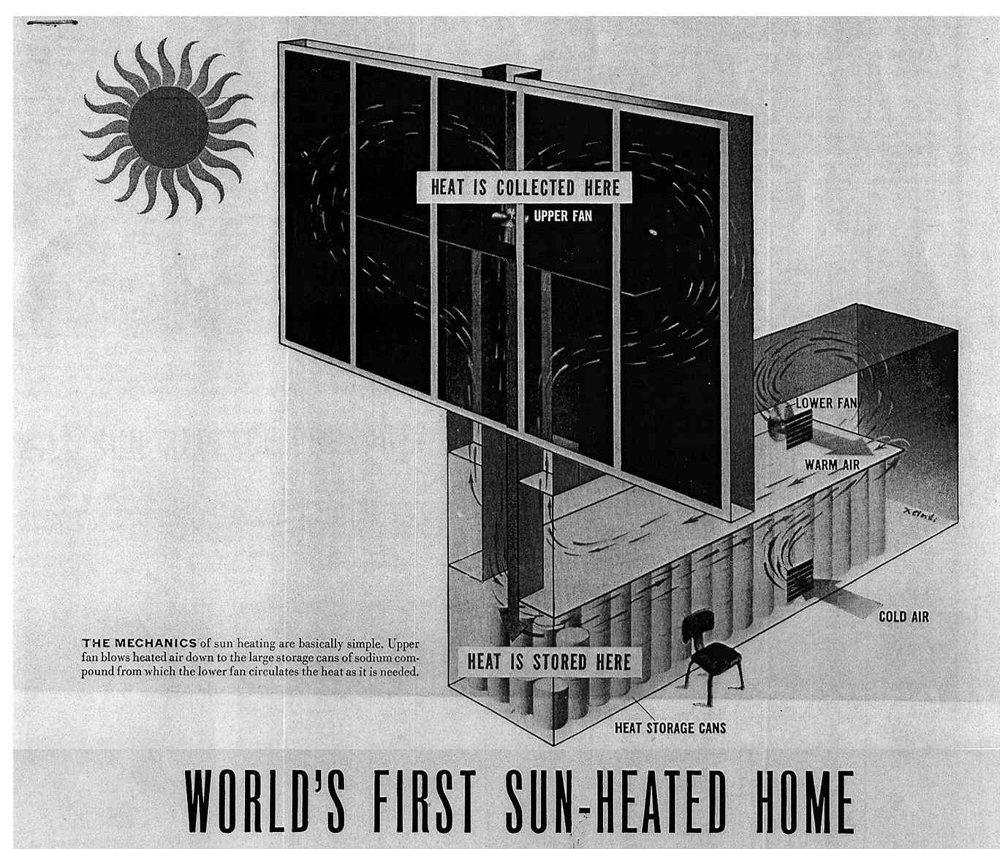 HEAT IS COLLECTED HERE
UPPER FAN
LOWER FAN
WARM AIR
COLD AIR
THE MECHANICS of sun heating are basically simple. Upper
fan blows heated air down to the large storage cans of sodium com-
pound from which the lower fan circulates the heat as it is needed.
HEAT IS STORED HERE
HEAT STORAGE CANS
WORLD'S FIRST SUN-HEATED HOME